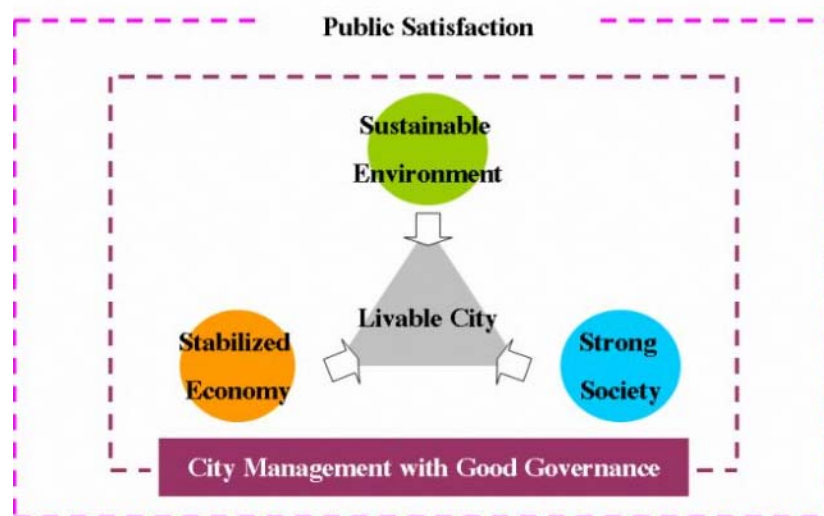 Public Satisfaction
Sustainable
Environment
Livable City
Stabilized
Economy
Strong
Society
City Management with Good Governance